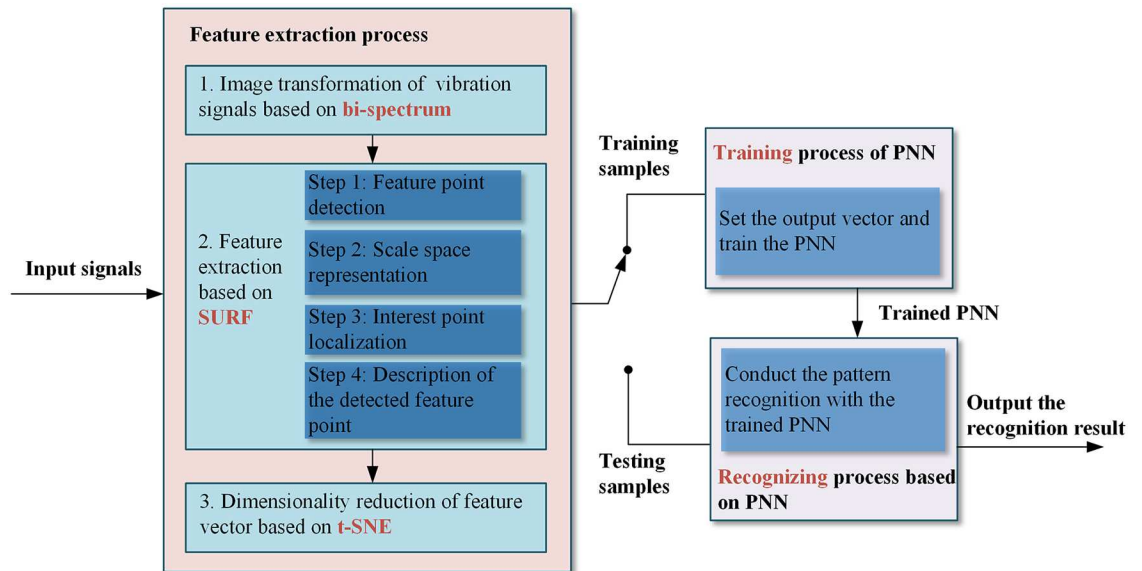 Feature extraction process
1. Image transformation of vibration
signals based on bi-spectrum
2. Feature
extraction
based on
SURF
Step 1: Feature point
detection
Step 2: Scale space
representation
Step 3: Interest point
localization
Step 4: Description of
the detected feature
point
3. Dimensionality reduction of feature
vector based on t-SNE
Input signals
Training
samples
Testing
samples
Training process of PNN
Set the output vector and
train the PNN
Trained PNN
Conduct the pattern
recognition with the
trained PNN
Recognizing process based
on PNN
Output the
recognition result